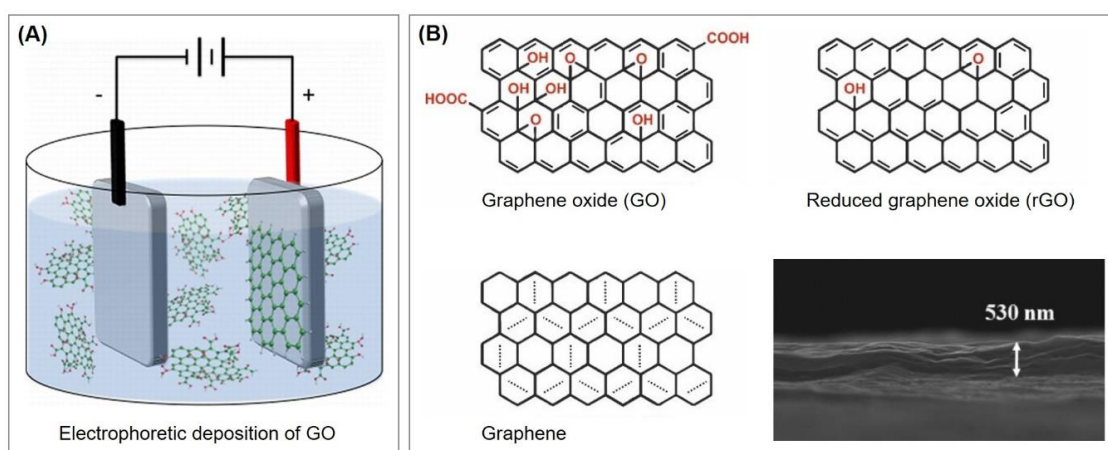 (A)
-
+
Electrophoretic deposition of GO
(B)
COOH
OH
O
O
OH
OH
HOOC
O
OH
Graphene oxide (GO)
O
OH
Reduced graphene oxide (rGO)
Graphene
530 nm